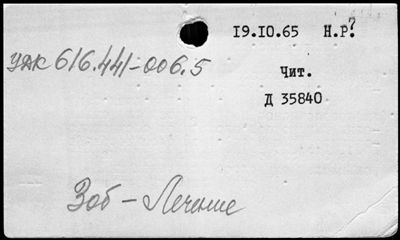 19.10.65 Н.Р?
УДК 616.441-006.5
Чит.
Д 35840
Зоб - Лечение